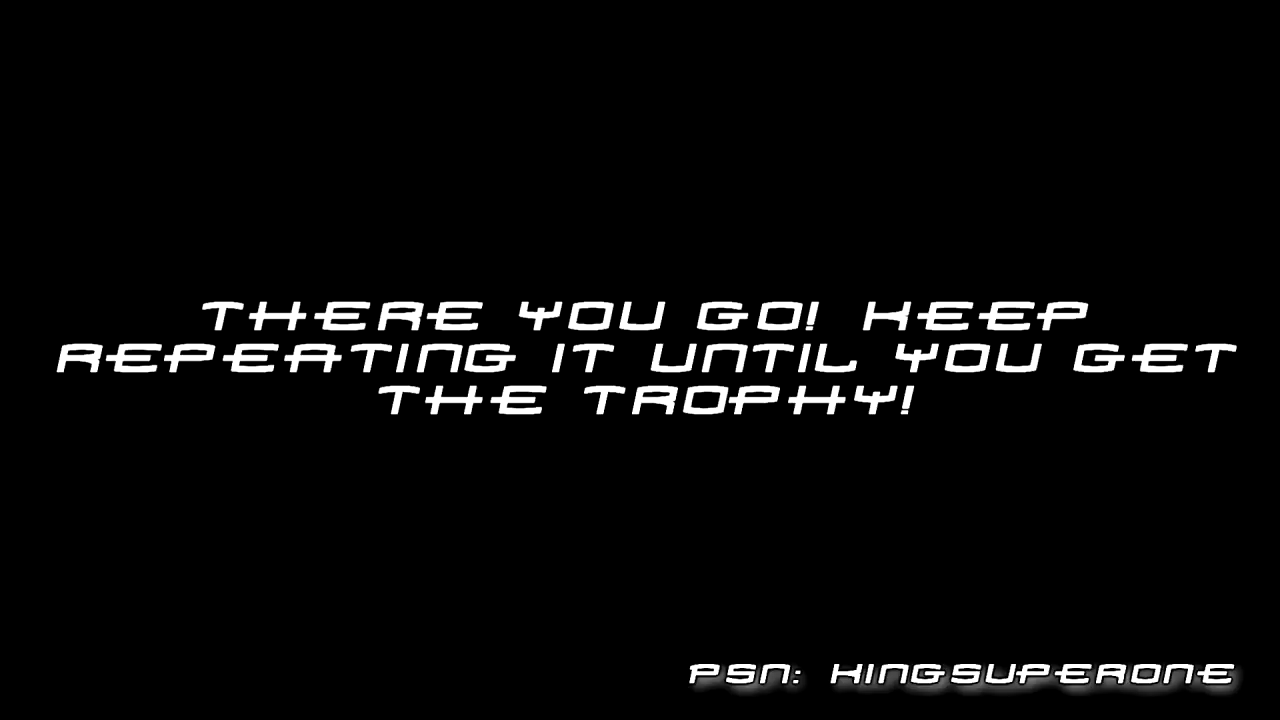 THERE YOU GO! KEEP
REPEATING IT UNTIL YOU GET
THE TROPHY!
PSN: KINGSUPERONE